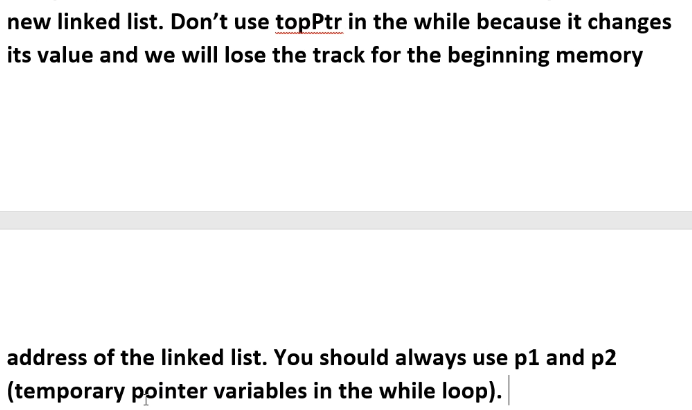 new linked list. Don’t use topPtr in the while because it changes
its value and we will lose the track for the beginning memory
address of the linked list. You should always use p1 and p2
(temporary pointer variables in the while loop).